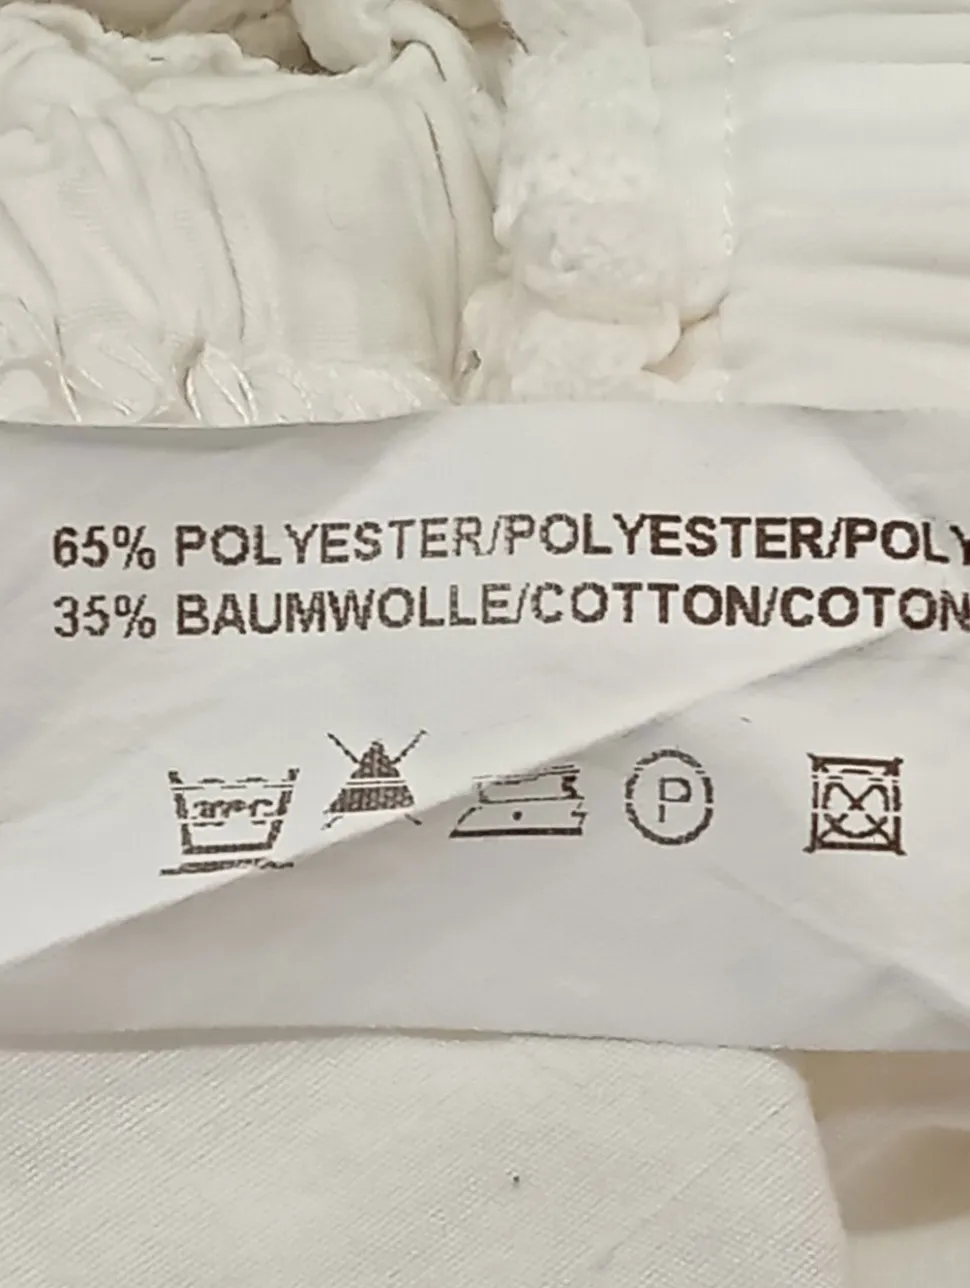 65% POLYESTER/POLYESTER/POLY
35% BAUMWOLLE/COTTON/COTON
P